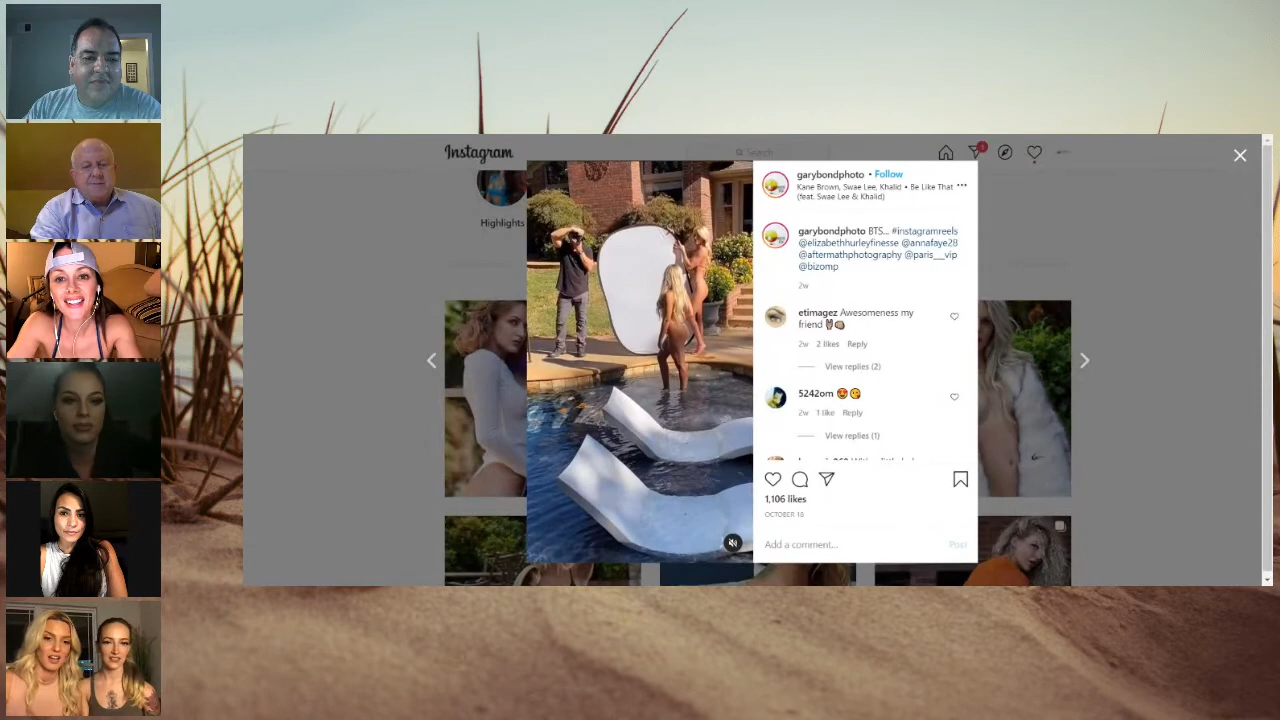 Instagram
Search
1
Highlights
garybondphoto • Follow
Kane Brown, Swae Lee, Khalid • Be Like That
(feat. Swae Lee & Khalid)
garybondphoto BTS... #instagramreels
@elizabethhurleyfinesse @annafaye28
@aftermathphotography @paris__vip
@bizomp
2w
etimagez Awesomeness my
friend
2w 2 likes Reply
View replies (2)
5242om
2w 1 like Reply
View replies (1)
1,106 likes
OCTOBER 18
Add a comment...
Post